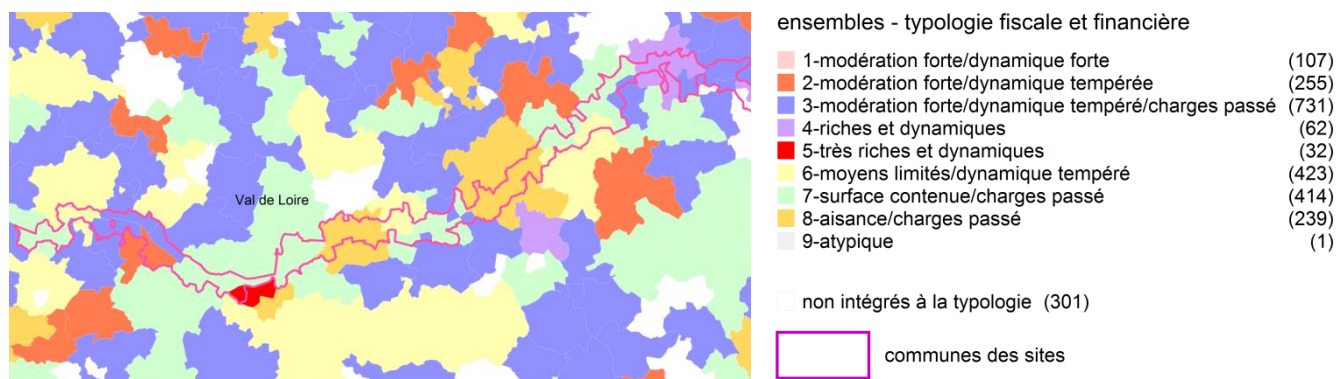 Val de Loire
ensembles - typologie fiscale et financière
1-modération forte/dynamique forte (107)
2-modération forte/dynamique tempérée (255)
3-modération forte/dynamique tempéré/charges passé (731)
4-riches et dynamiques (62)
5-très riches et dynamiques (32)
6-moyens limités/dynamique tempéré (423)
7-surface contenue/charges passé (414)
8-aisance/charges passé (239)
9-atypique (1)
non intégrés à la typologie (301)
communes des sites